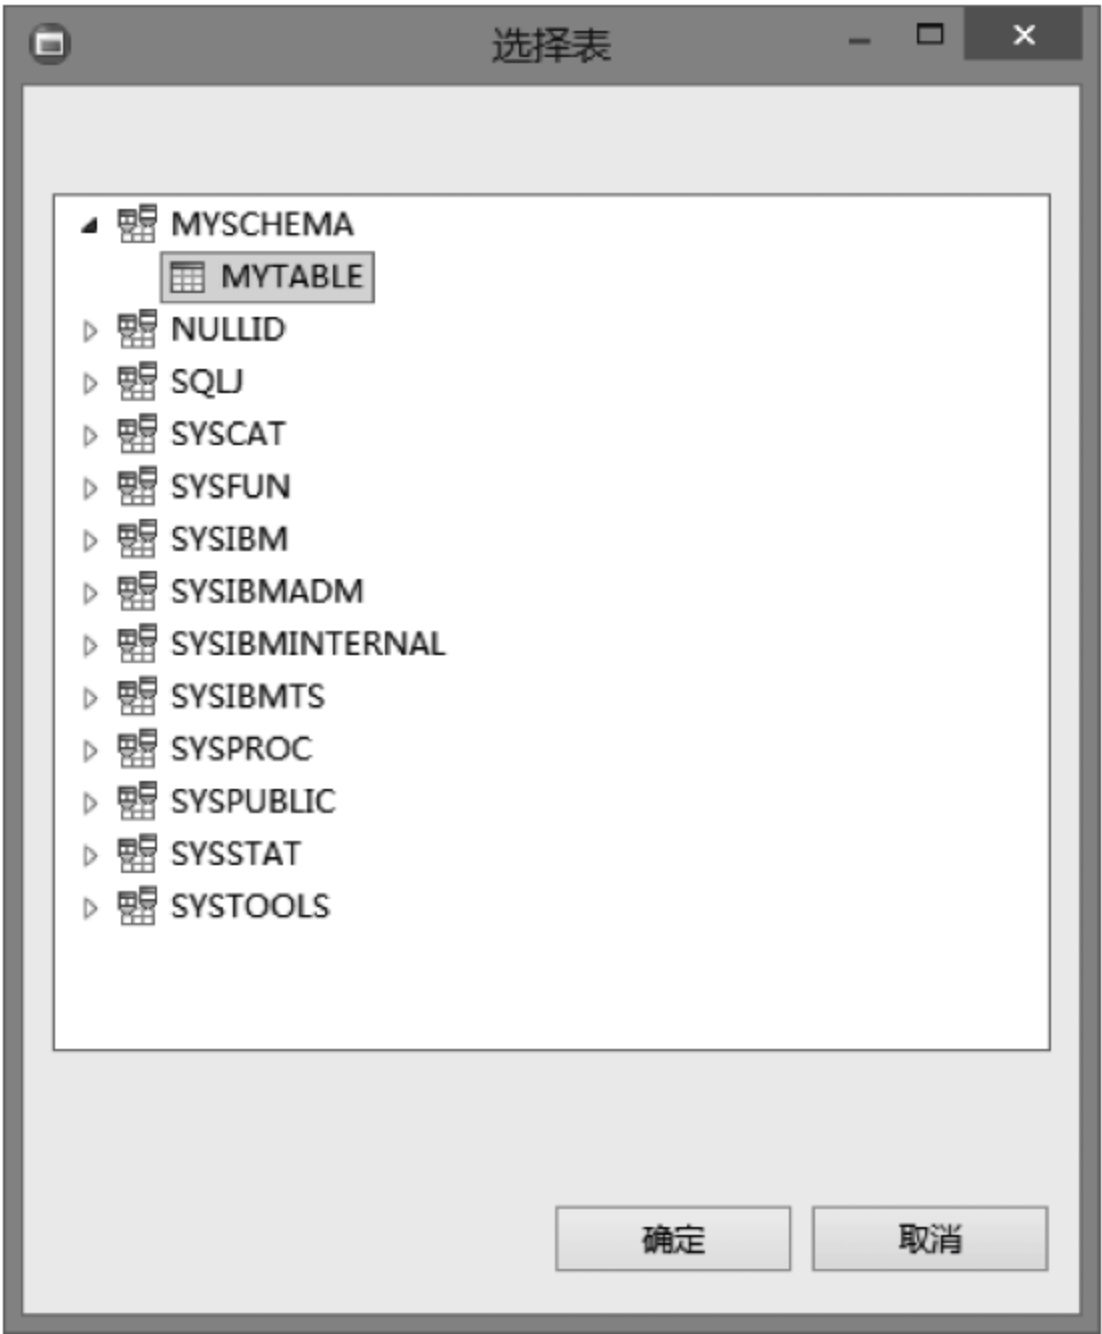 选择表
MYSCHEMA
MYTABLE
NULLID
SQLJ
SYSCAT
SYSFUN
SYSIBM
SYSIBMADM
SYSIBMINTERNAL
SYSIBMTS
SYSPROC
SYSPUBLIC
SYSSTAT
SYSTOOLS
确定 取消